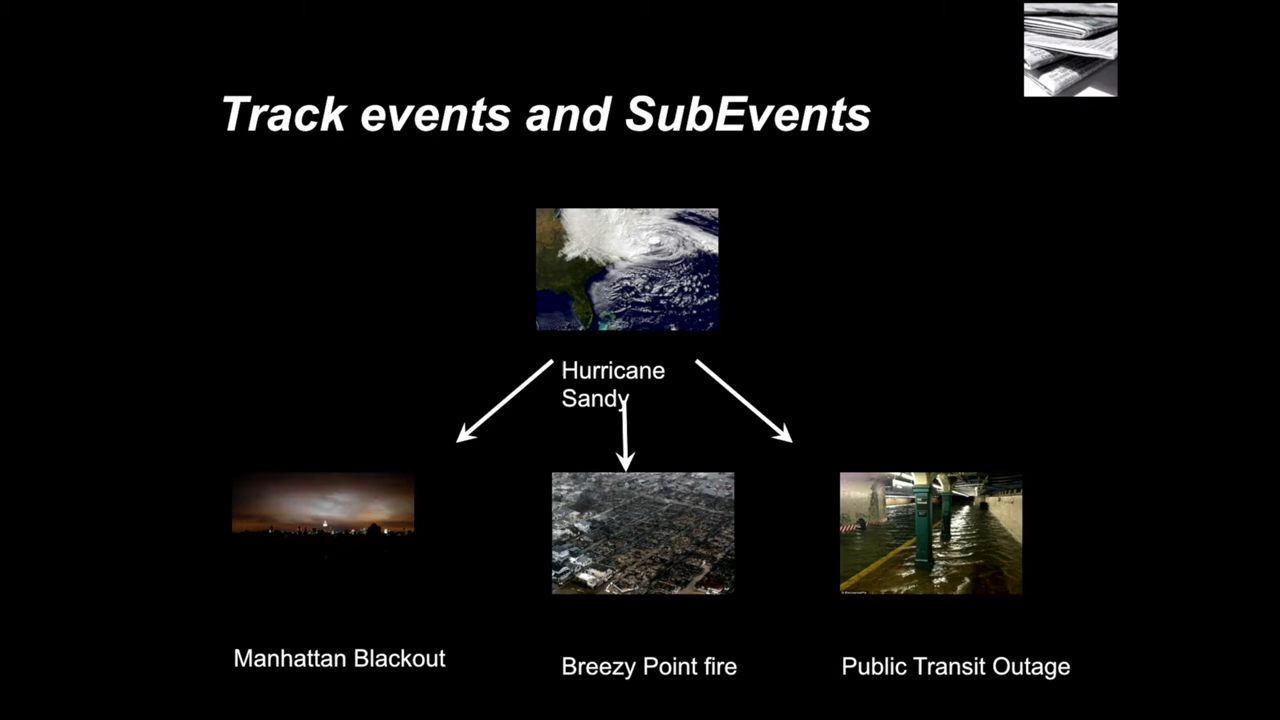 Track events and SubEvents
Hurricane
Sandy
Manhattan Blackout
Breezy Point fire
Public Transit Outage